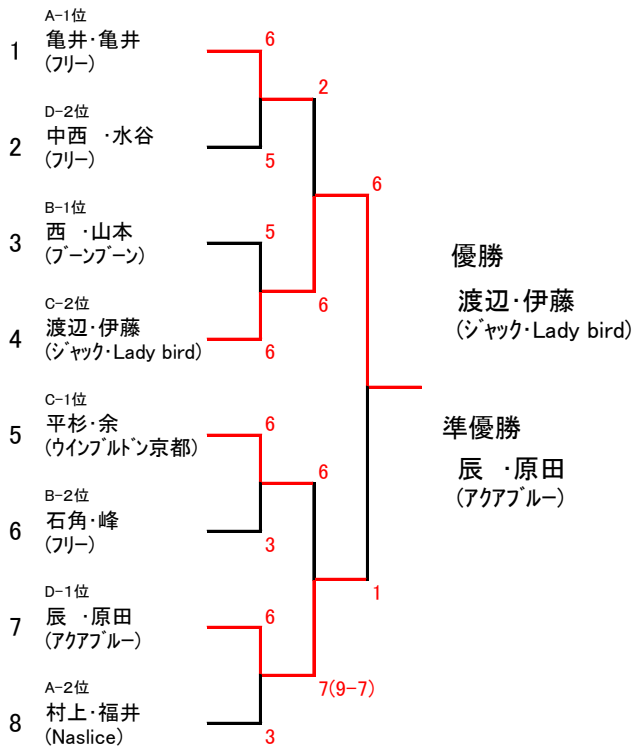 A-1位
1 亀井・亀井 6
(フリー)
2
D-2位
2 中西 ・水谷
(フリー) 5
6
B-1位
3 西 ・山本 5
(ブーンブーン)
優勝
C-2位 6
渡辺・伊藤
4 渡辺・伊藤
(ジャック・Lady bird) 6
(ジャック・Lady bird)
C-1位
5 平杉・余 6
(ウインブルドン京都)
準優勝
6
B-2位
辰 ・原田
(アクアブルー)
6 石角・峰
(フリー) 3
D-1位
1
7 辰 ・原田 6
(アクアブルー)
A-2位 7(9-7)
8 村上・福井
(Naslice) 3